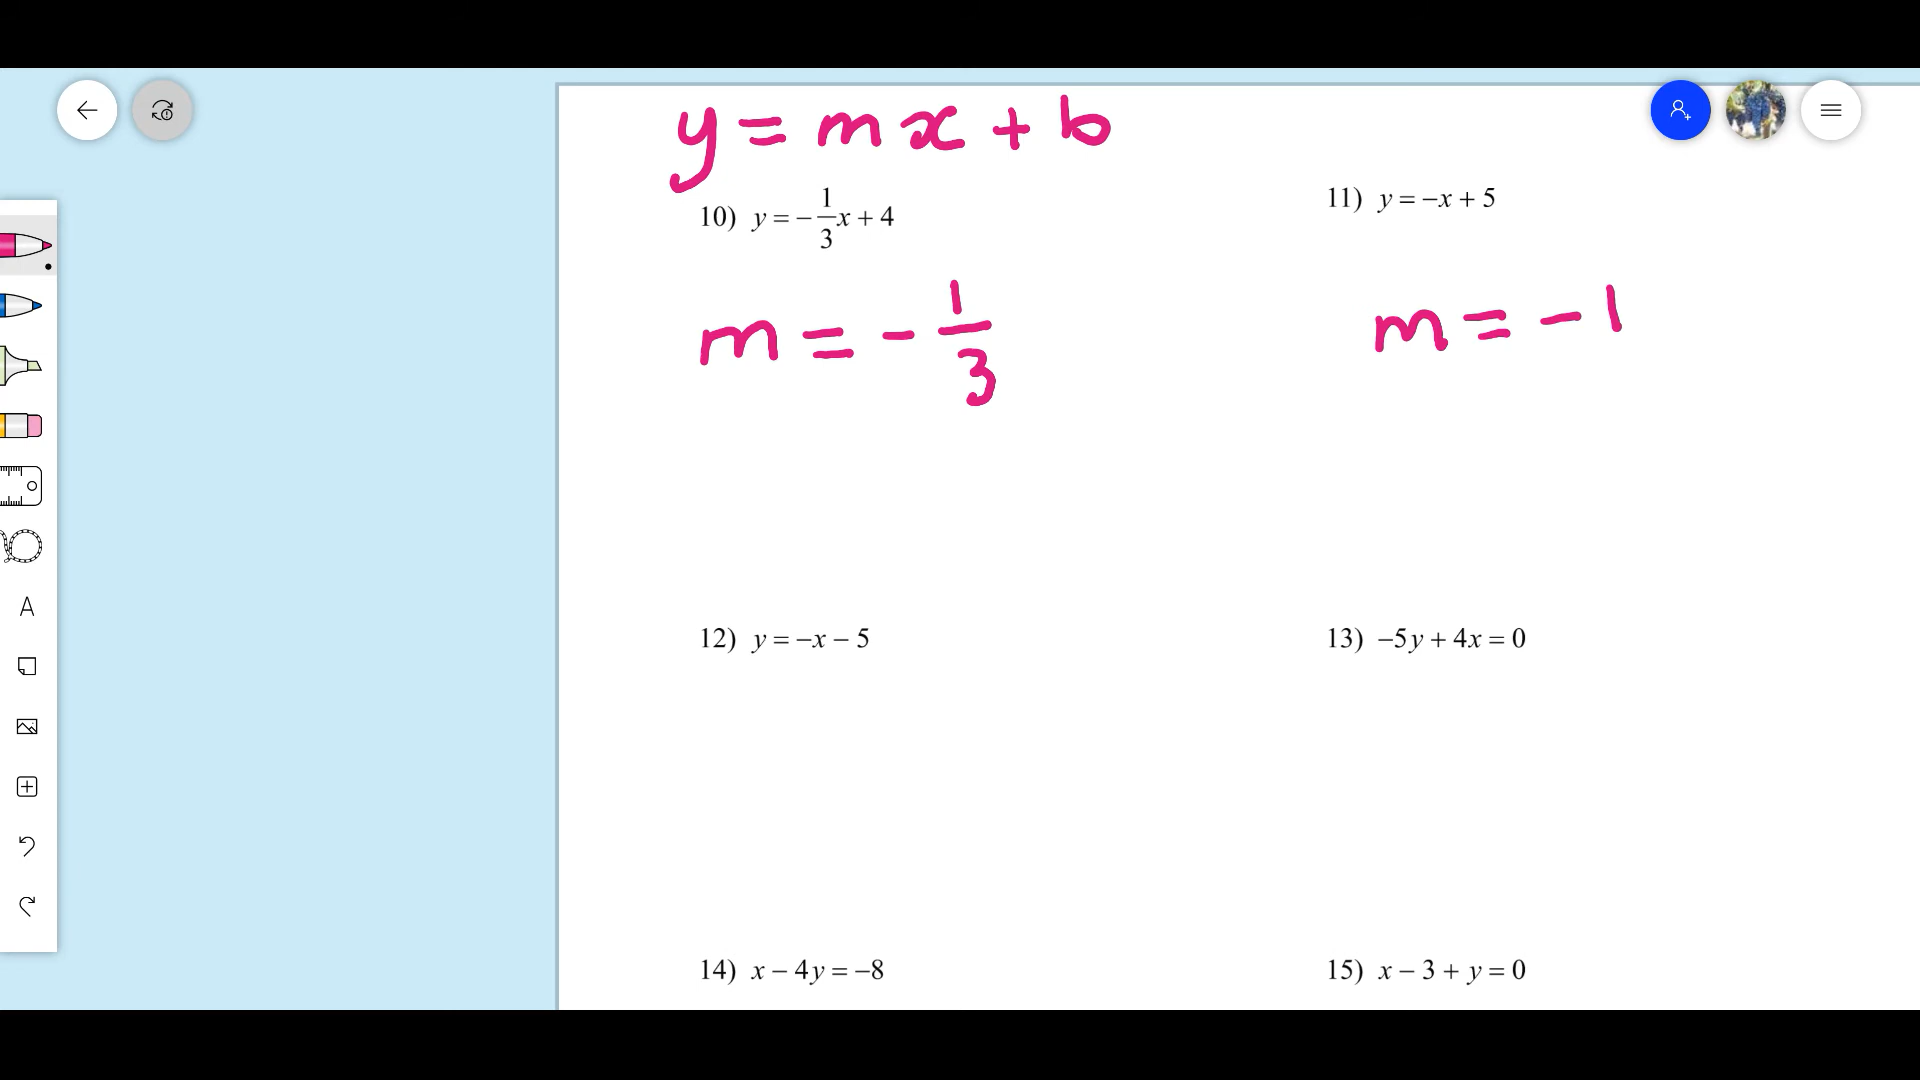 y = mx + b
10) y = -1/3x + 4
11) y = -x + 5
m = -1/3
m = -1
12) y = -x - 5
13) -5y + 4x = 0
14) x - 4y = -8
15) x - 3 + y = 0
A